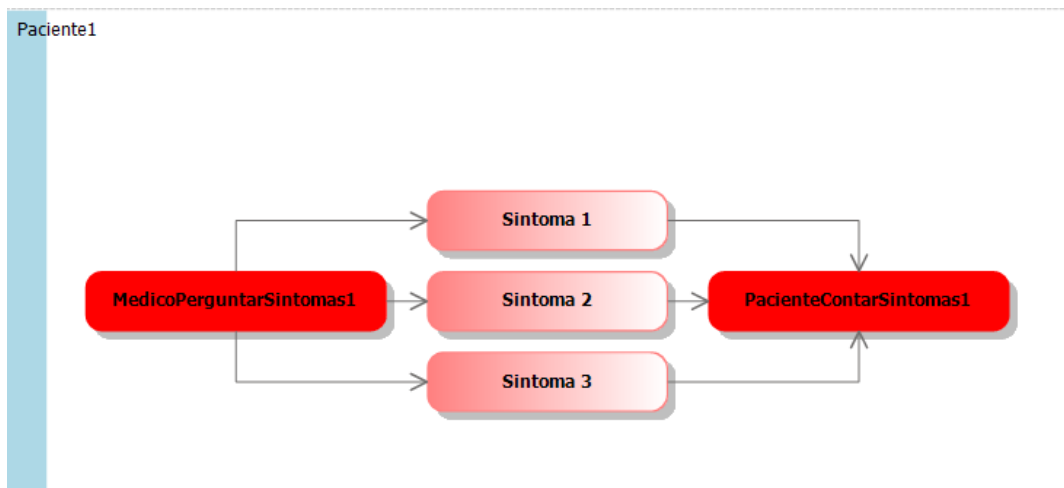 Paciente1
Sintoma 1
MedicoPerguntarSintomas1
Sintoma 2
PacienteContarSintomas1
Sintoma 3